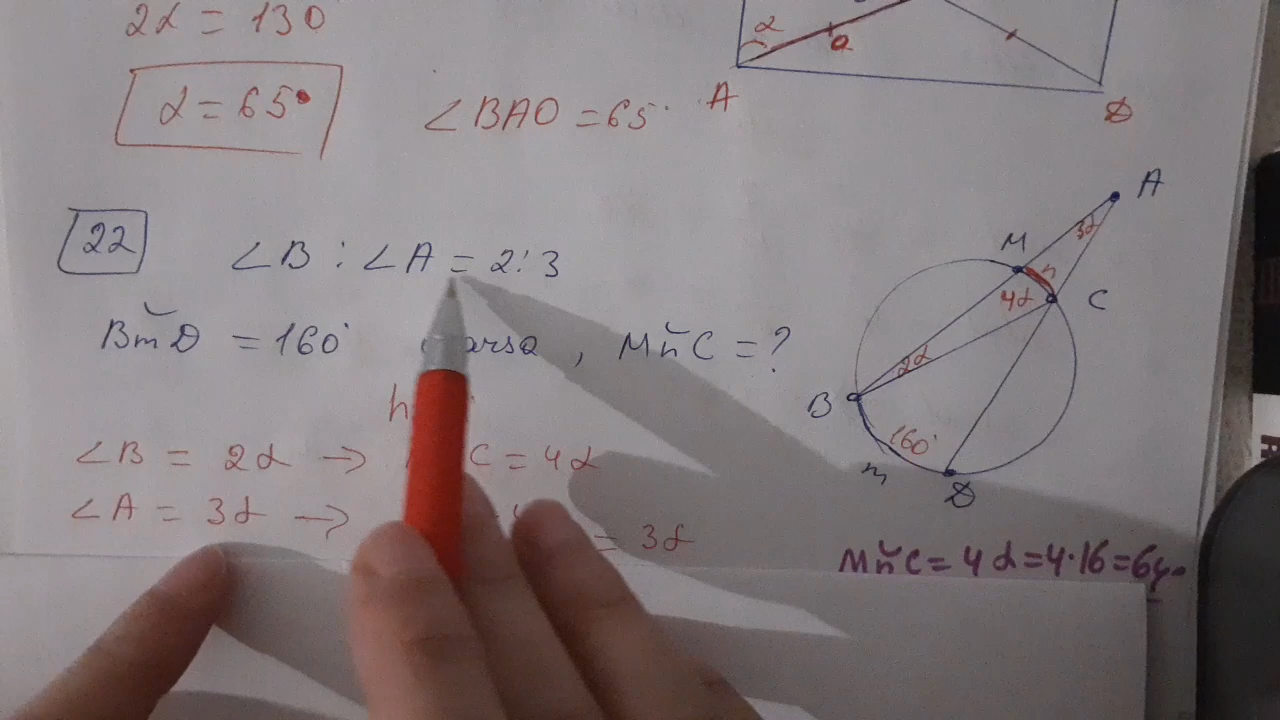 2α = 130
α = 65°
∠BAO = 65°
α
a
A
D
22
∠B : ∠A = 2:3
BmD = 160° , MnC = ?
∠B = 2α → C = 4α
∠A = 3α → = 3α
A
3α
M
n
4α
C
2α
B
160°
m
D
MnC = 4α = 4·16 = 64